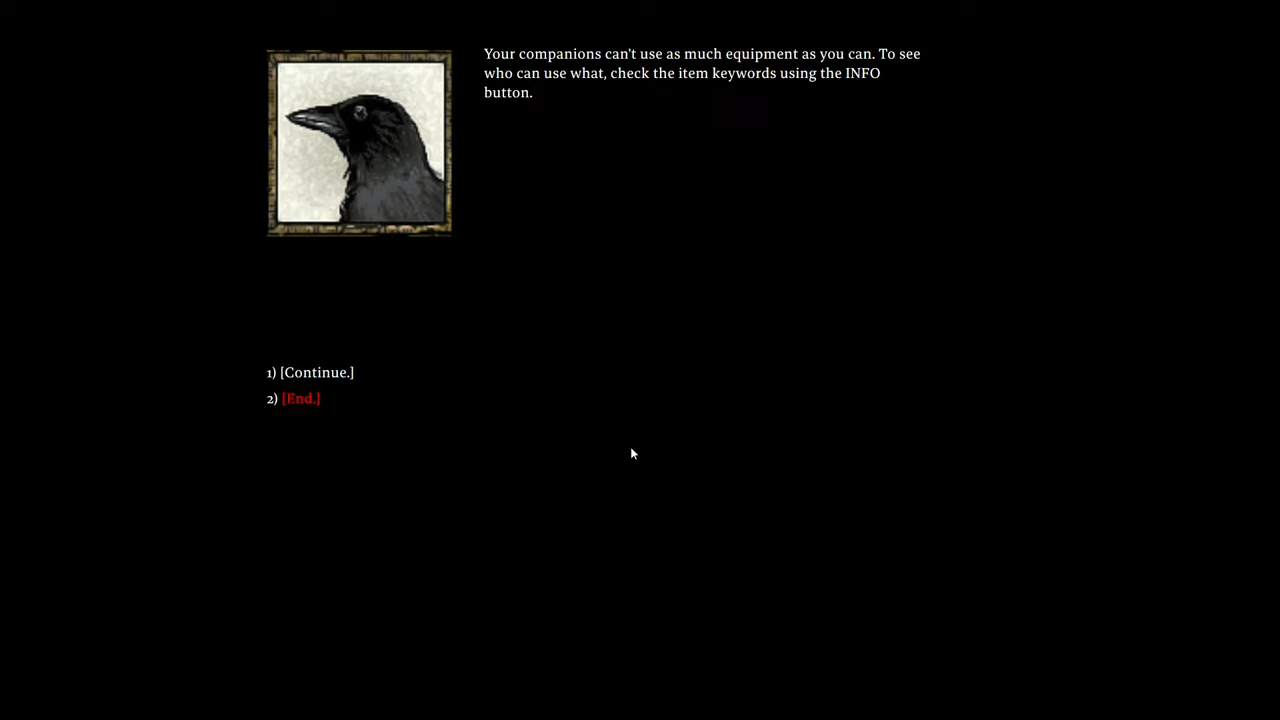 Your companions can't use as much equipment as you can. To see
who can use what, check the item keywords using the INFO
button.
1) [Continue.]
2) [End.]